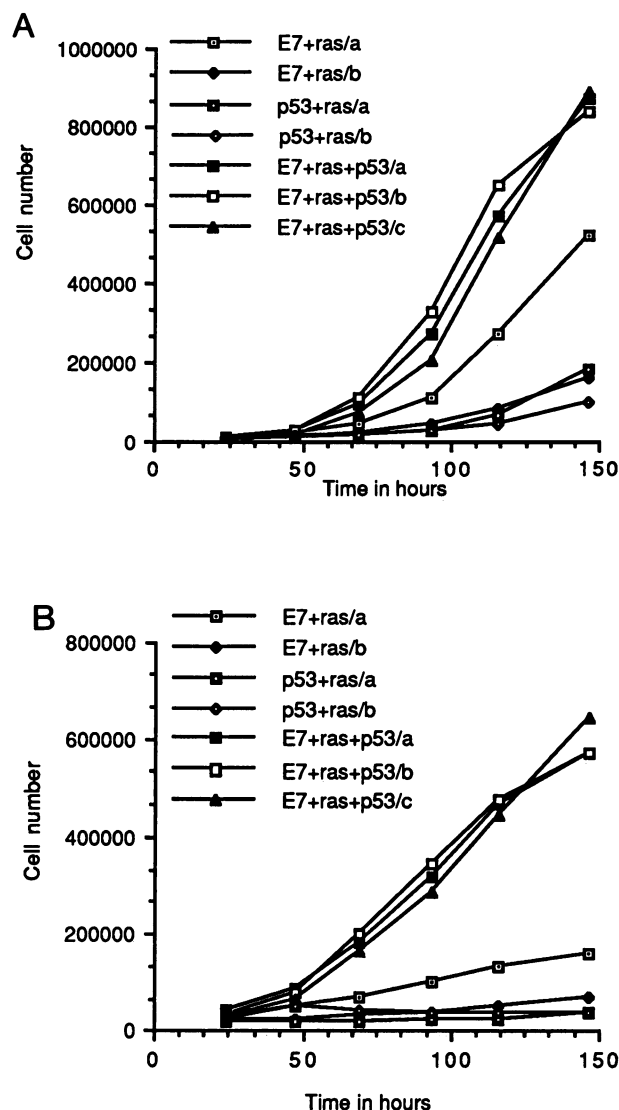 A
1000000
800000
600000
400000
200000
0
Cell number
E7+ras/a
E7+ras/b
p53+ras/a
p53+ras/b
E7+ras+p53/a
E7+ras+p53/b
E7+ras+p53/c
0 50 100 150
Time in hours
B
800000
600000
400000
200000
0
Cell number
E7+ras/a
E7+ras/b
p53+ras/a
p53+ras/b
E7+ras+p53/a
E7+ras+p53/b
E7+ras+p53/c
0 50 100 150
Time in hours